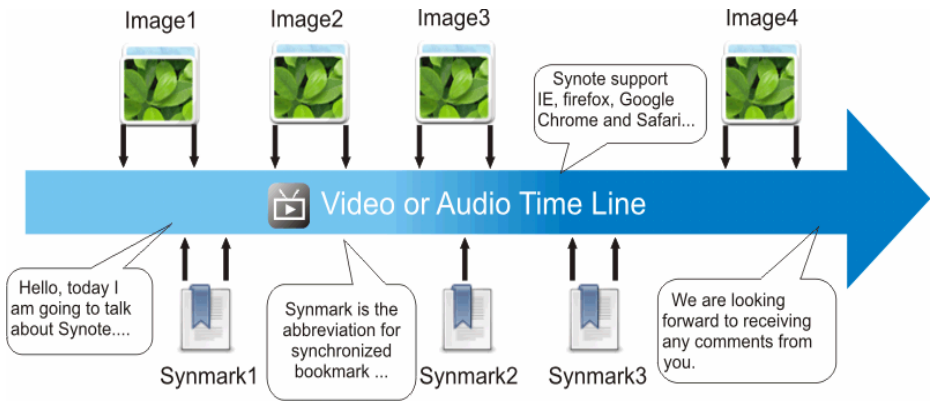 Image1
Image2
Image3
Image4
Synote support
IE, firefox, Google
Chrome and Safari...
Video or Audio Time Line
Hello, today I
am going to talk
about Synote....
Synmark is the
abbreviation for
synchronized
bookmark ...
We are looking
forward to receiving
any comments from
you.
Synmark1
Synmark2
Synmark3